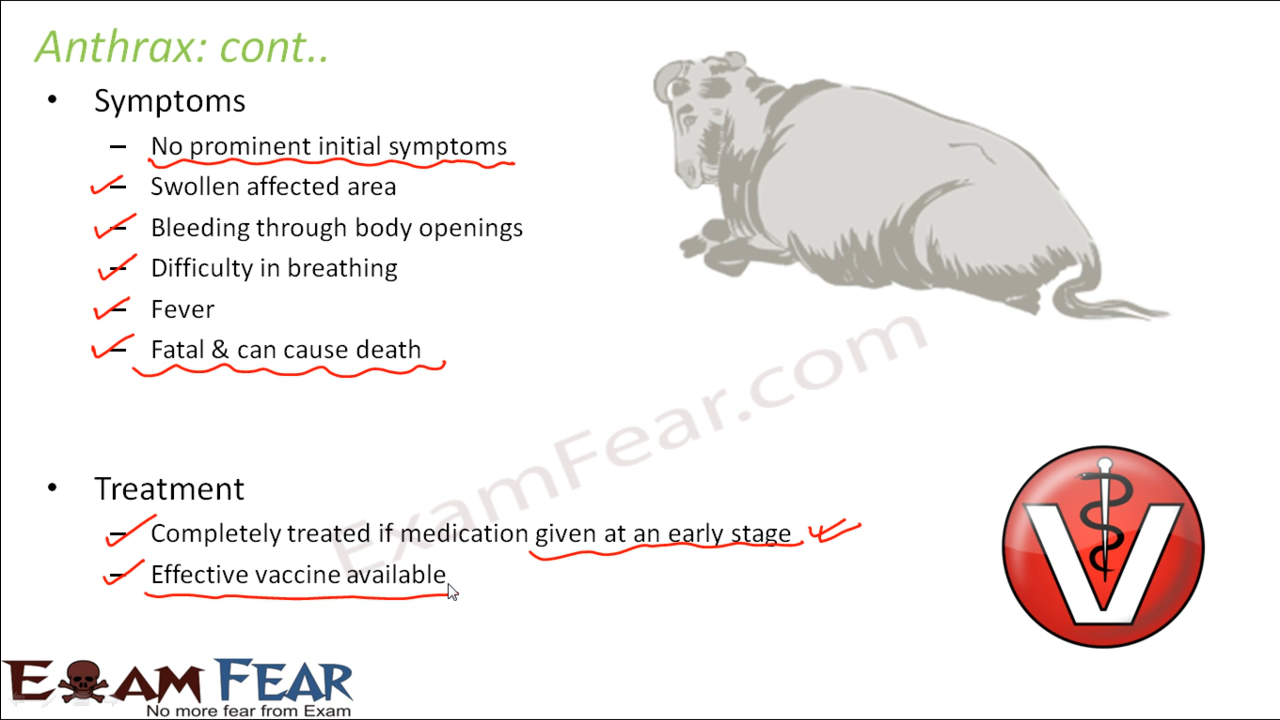 Anthrax: cont..
• Symptoms
– No prominent initial symptoms
– Swollen affected area
– Bleeding through body openings
– Difficulty in breathing
– Fever
– Fatal & can cause death
ExamFear.com
• Treatment
– Completely treated if medication given at an early stage
– Effective vaccine available
V
EXAM FEAR
No more fear from Exam